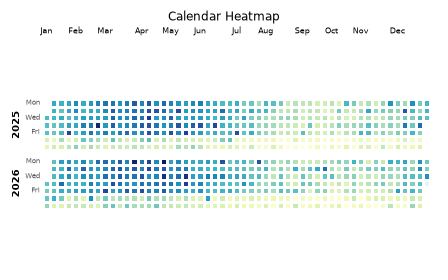 Calendar Heatmap
Jan Feb Mar Apr May Jun Jul Aug Sep Oct Nov Dec
2025
Mon
Wed
Fri
2026
Mon
Wed
Fri